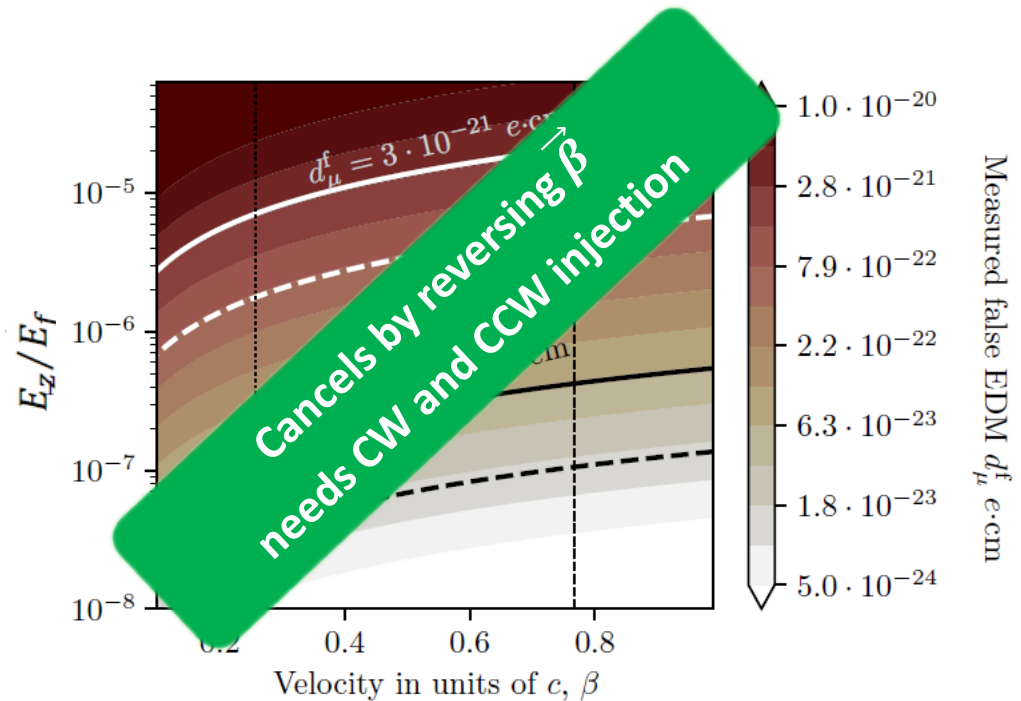 d_μ^f = 3 · 10^−21 e·cm
10^−5
10^−6
10^−7
10^−8
E_z/E_f
Cancels by reversing β⃗
needs CW and CCW injection
cm
0.2
0.4
0.6
0.8
Velocity in units of c, β
1.0 · 10^−20
2.8 · 10^−21
7.9 · 10^−22
2.2 · 10^−22
6.3 · 10^−23
1.8 · 10^−23
5.0 · 10^−24
Measured false EDM d_μ^f e·cm